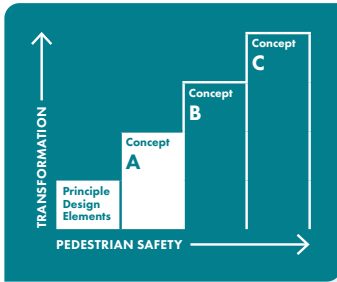 Concept
C
Concept
B
Concept
A
Principle
Design
Elements
TRANSFORMATION
PEDESTRIAN SAFETY